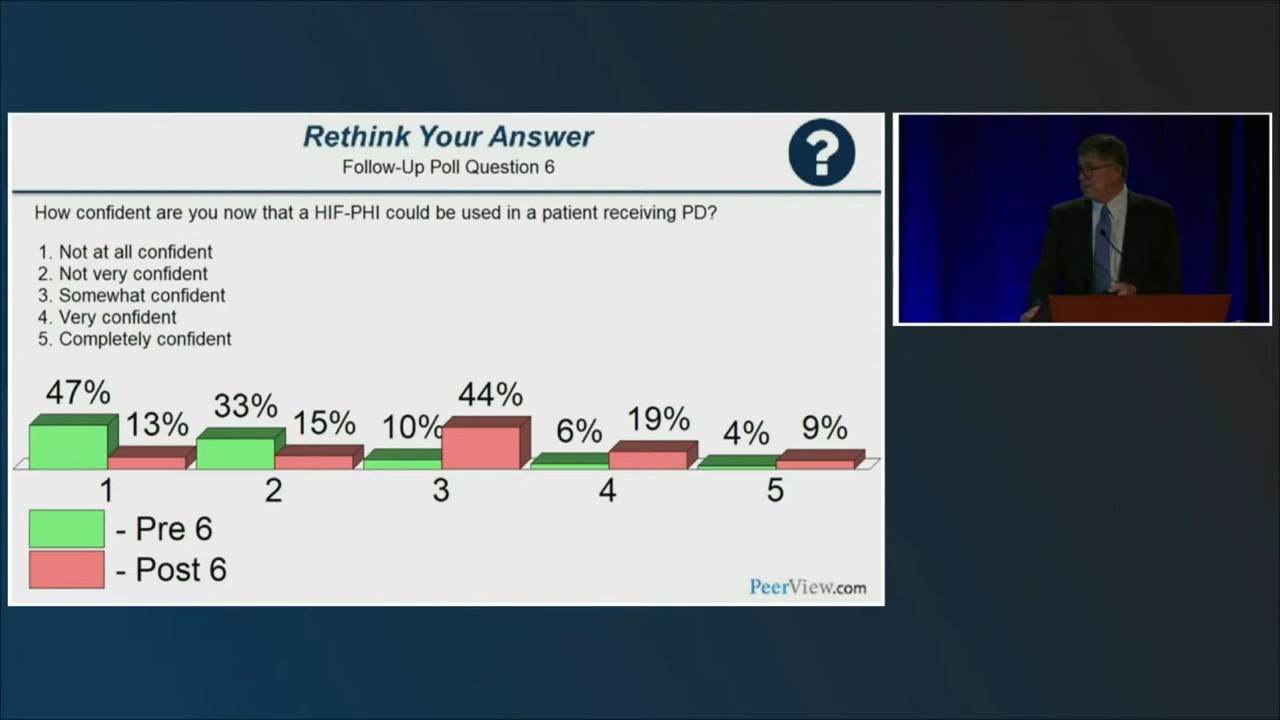 Rethink Your Answer
Follow-Up Poll Question 6
?
How confident are you now that a HIF-PHI could be used in a patient receiving PD?
1. Not at all confident
2. Not very confident
3. Somewhat confident
4. Very confident
5. Completely confident
47% 13% 33% 15% 10% 44% 6% 19% 4% 9%
1 2 3 4 5
- Pre 6
- Post 6
PeerView.com